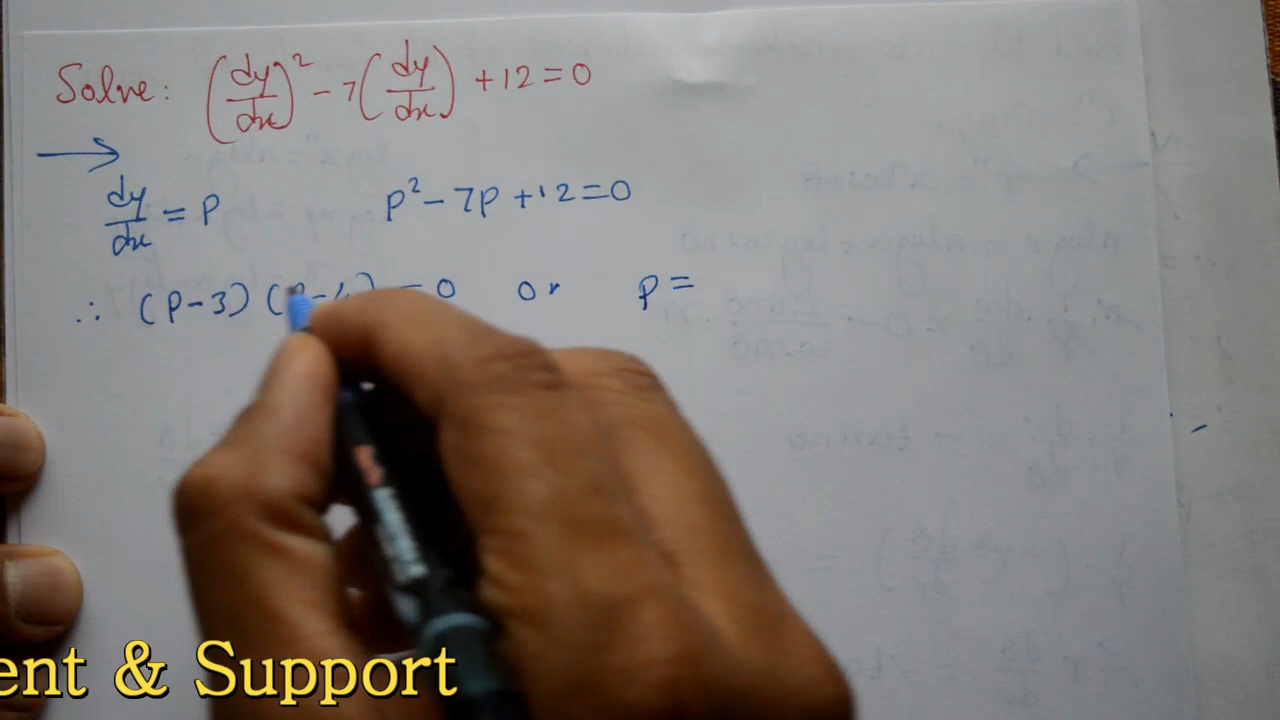 Solve: (dy/dx)² - 7(dy/dx) + 12 = 0
dy/dx = P    P² - 7P + 12 = 0
∴ (P-3) (P-4) = 0 or P =
ent & Support